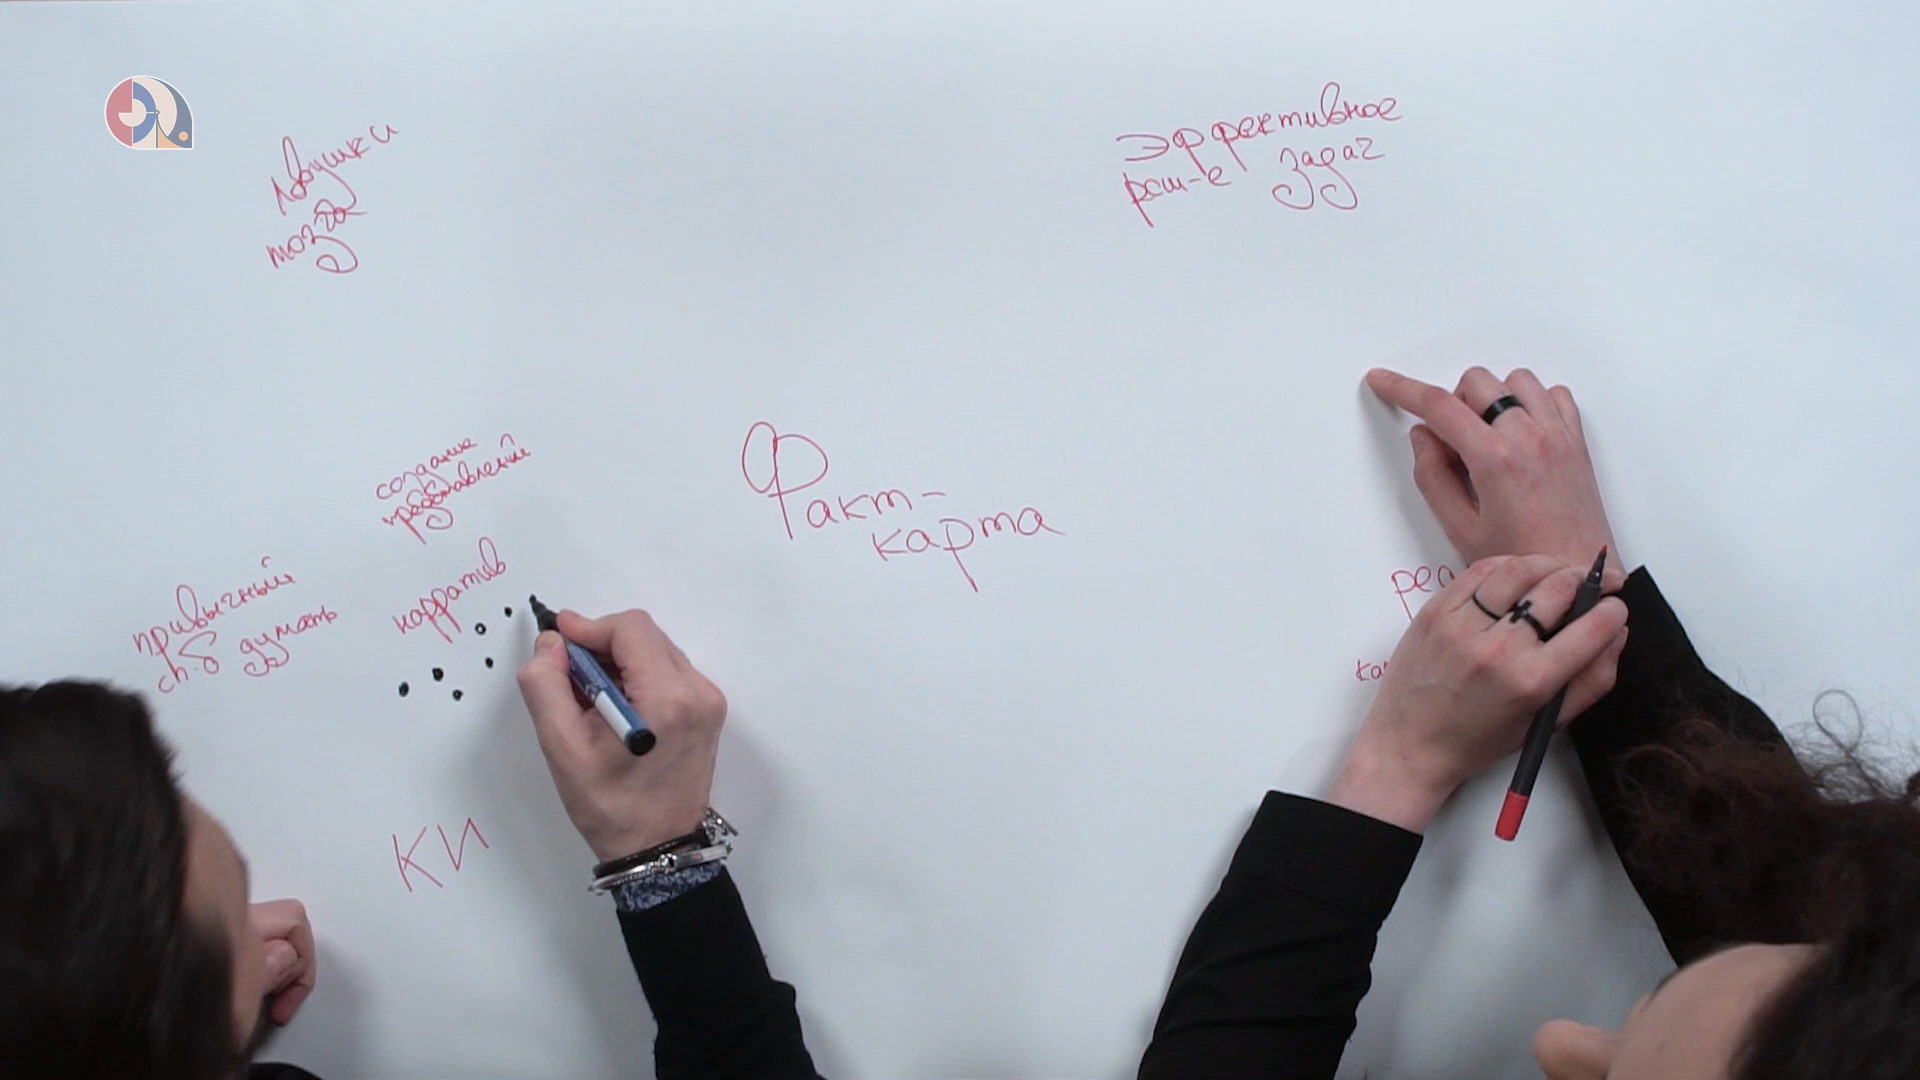 ловушки
мозга
Эффективное
реш-е задач
создание
представлений
Факт-
карта
нарратив
привычный
сп-б думать
КИ